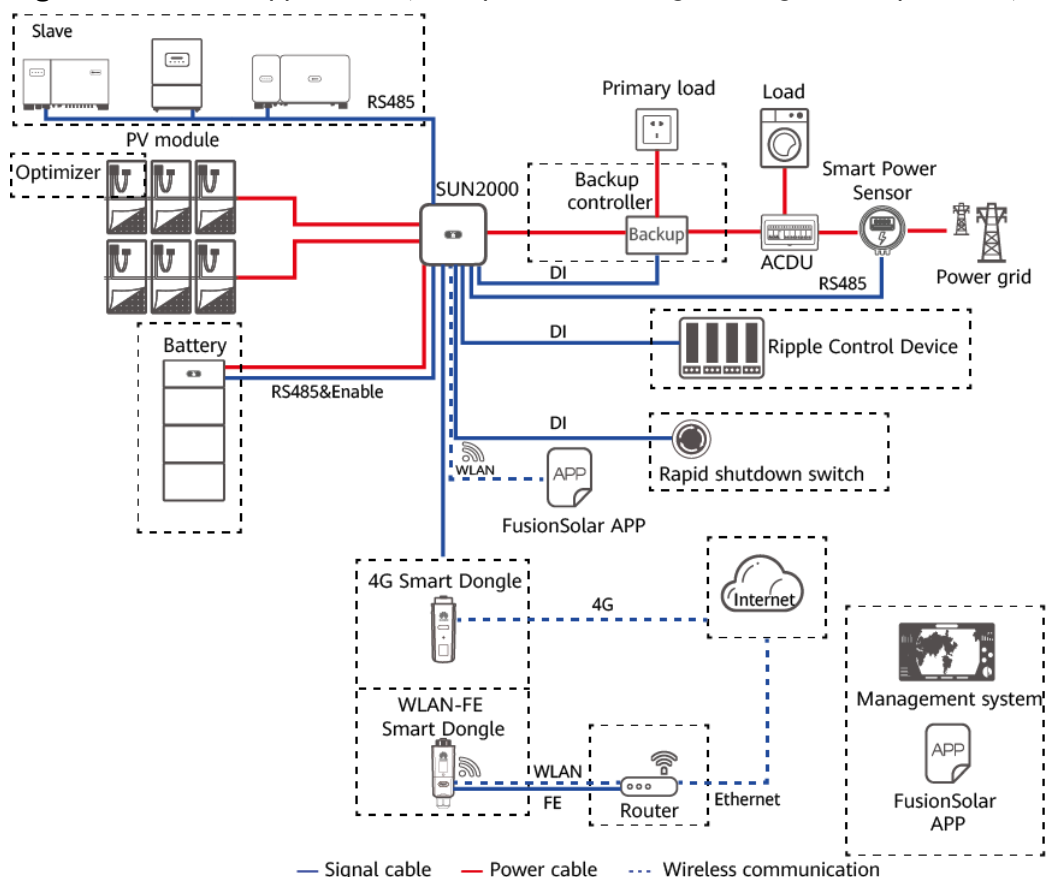 Slave
RS485
PV module
Optimizer
SUN2000
Primary load
Load
Backup
controller
Backup
Smart Power
Sensor
ACDU
Power grid
DI
RS485
DI
Ripple Control Device
Battery
RS485&Enable
DI
Rapid shutdown switch
WLAN
APP
FusionSolar APP
4G Smart Dongle
4G
Internet
WLAN-FE
Smart Dongle
WLAN
FE
Router
Ethernet
Management system
APP
FusionSolar
APP
Signal cable
Power cable
Wireless communication